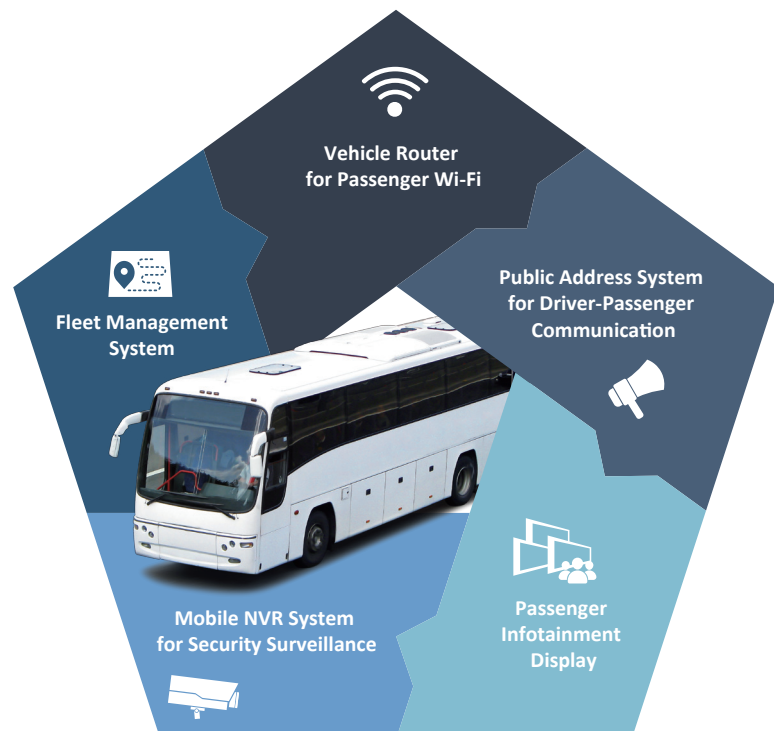 Vehicle Router
for Passenger Wi-Fi
Public Address System
for Driver-Passenger
Communication
Fleet Management
System
Passenger
Infotainment
Display
Mobile NVR System
for Security Surveillance